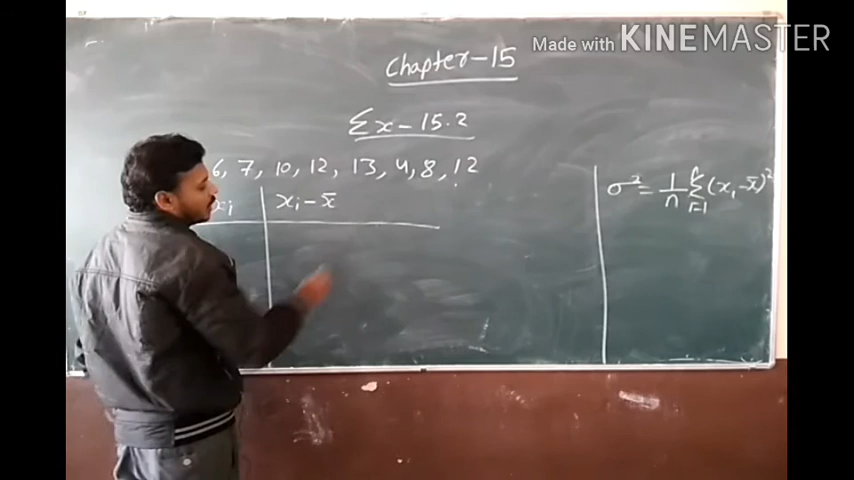 Made with KINEMASTER
Chapter-15
Σx - 15.2
6, 7, 10, 12, 13, 4, 8, 12
xi | xi - x̄
σ² = 1/n Σ i=1 (xi - x̄)²